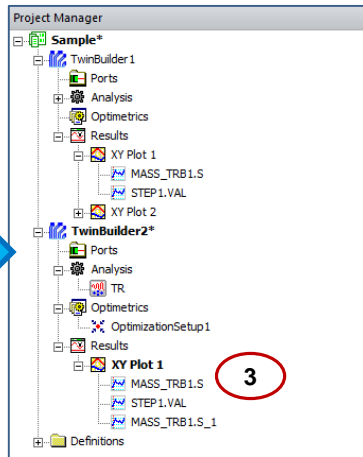 Project Manager
Sample*
TwinBuilder1
Ports
Analysis
Optimetrics
Results
XY Plot 1
MASS_TRB1.S
STEP1.VAL
XY Plot 2
TwinBuilder2*
Ports
Analysis
TR
Optimetrics
OptimizationSetup1
Results
XY Plot 1
MASS_TRB1.S
3
STEP1.VAL
MASS_TRB1.S_1
Definitions